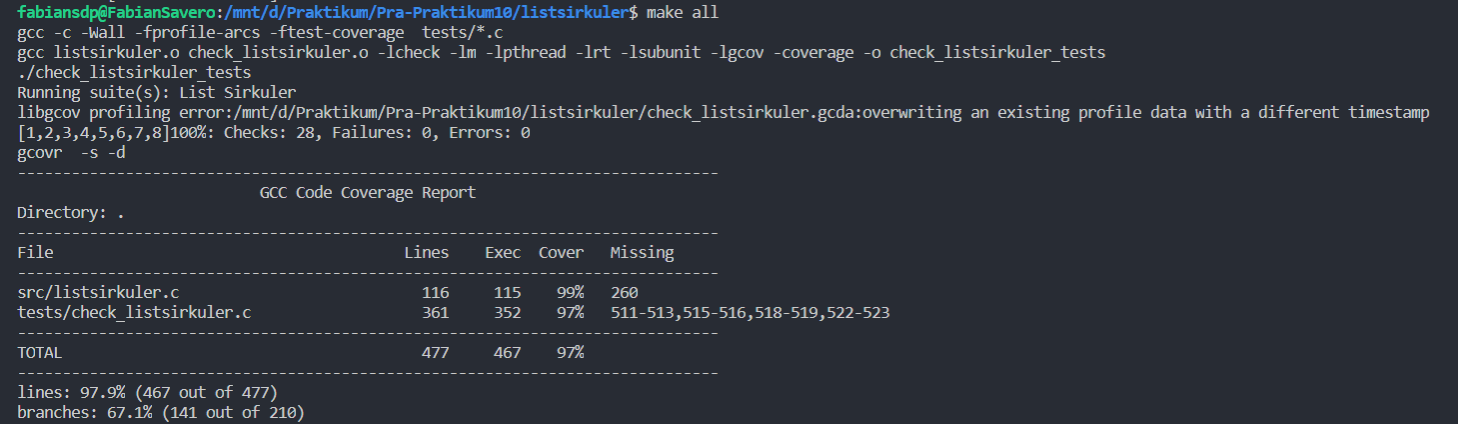 fabiansdp@FabianSavero:/mnt/d/Praktikum/Pra-Praktikum10/listsirkuler$ make all
gcc -c -Wall -fprofile-arcs -ftest-coverage  tests/*.c
gcc listsirkuler.o check_listsirkuler.o -lcheck -lm -lpthread -lrt -lsubunit -lgcov -coverage -o check_listsirkuler_tests
./check_listsirkuler_tests
Running suite(s): List Sirkuler
libgcov profiling error:/mnt/d/Praktikum/Pra-Praktikum10/listsirkuler/check_listsirkuler.gcda:overwriting an existing profile data with a different timestamp
[1,2,3,4,5,6,7,8]100%: Checks: 28, Failures: 0, Errors: 0
gcovr  -s -d
------------------------------------------------------------------------------
                           GCC Code Coverage Report
Directory: .
------------------------------------------------------------------------------
File                                       Lines    Exec  Cover   Missing
------------------------------------------------------------------------------
src/listsirkuler.c                           116     115    99%   260
tests/check_listsirkuler.c                   361     352    97%   511-513,515-516,518-519,522-523
------------------------------------------------------------------------------
TOTAL                                        477     467    97%
------------------------------------------------------------------------------
lines: 97.9% (467 out of 477)
branches: 67.1% (141 out of 210)